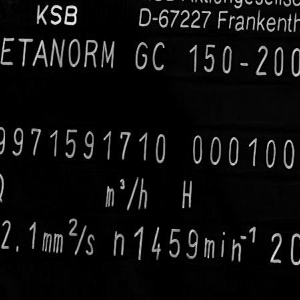 KSB
D-67227 Frankenth
ETANORM GC 150-200
9971591710 000100
Q m³/h H
2.1mm²/s n1459min⁻¹ 20